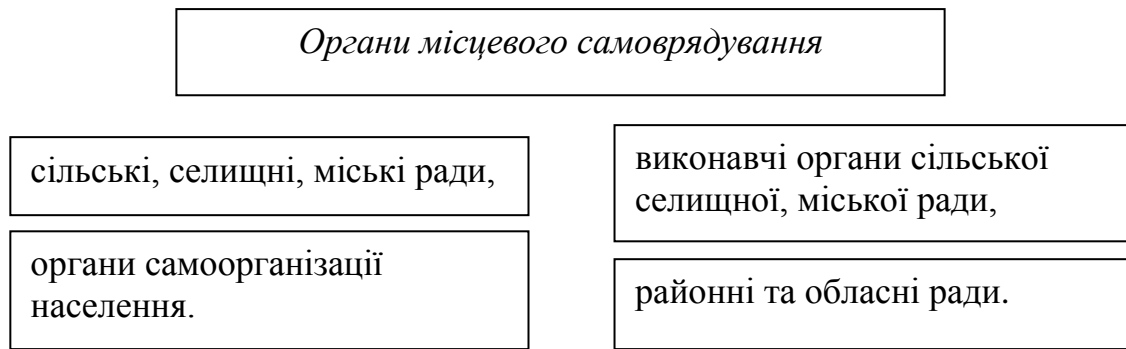 Органи місцевого самоврядування
сільські, селищні, міські ради,
виконавчі органи сільської
селищної, міської ради,
органи самоорганізації
населення.
районні та обласні ради.